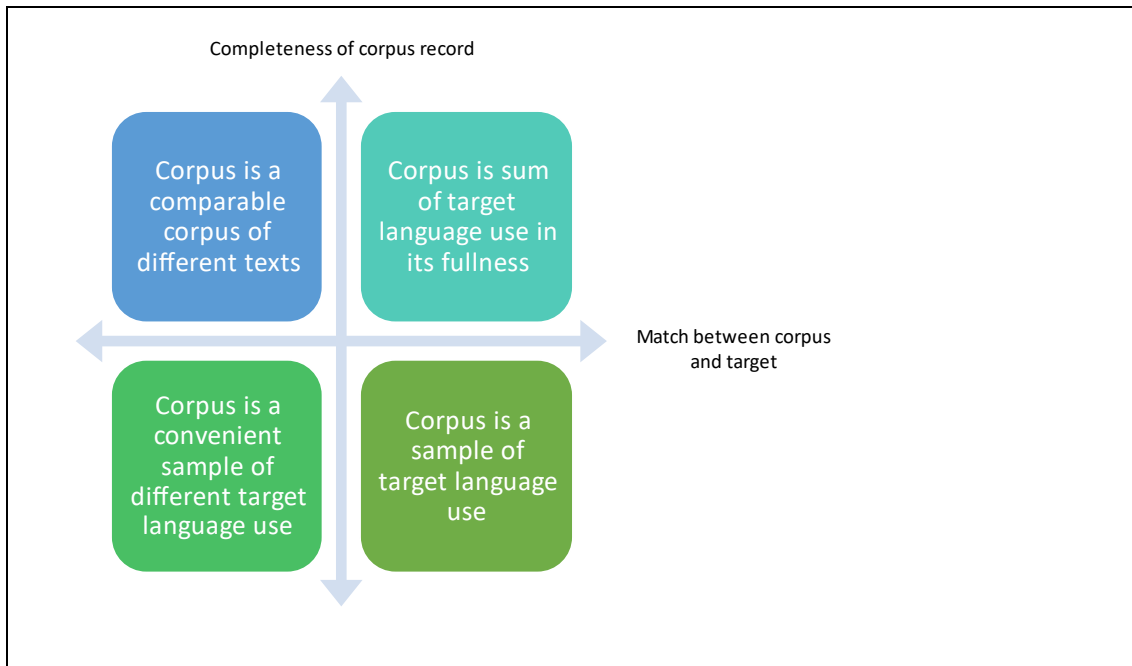 Completeness of corpus record
Corpus is a
comparable
corpus of
different texts
Corpus is sum
of target
language use in
its fullness
Match between corpus
and target
Corpus is a
convenient
sample of
different target
language use
Corpus is a
sample of
target language
use